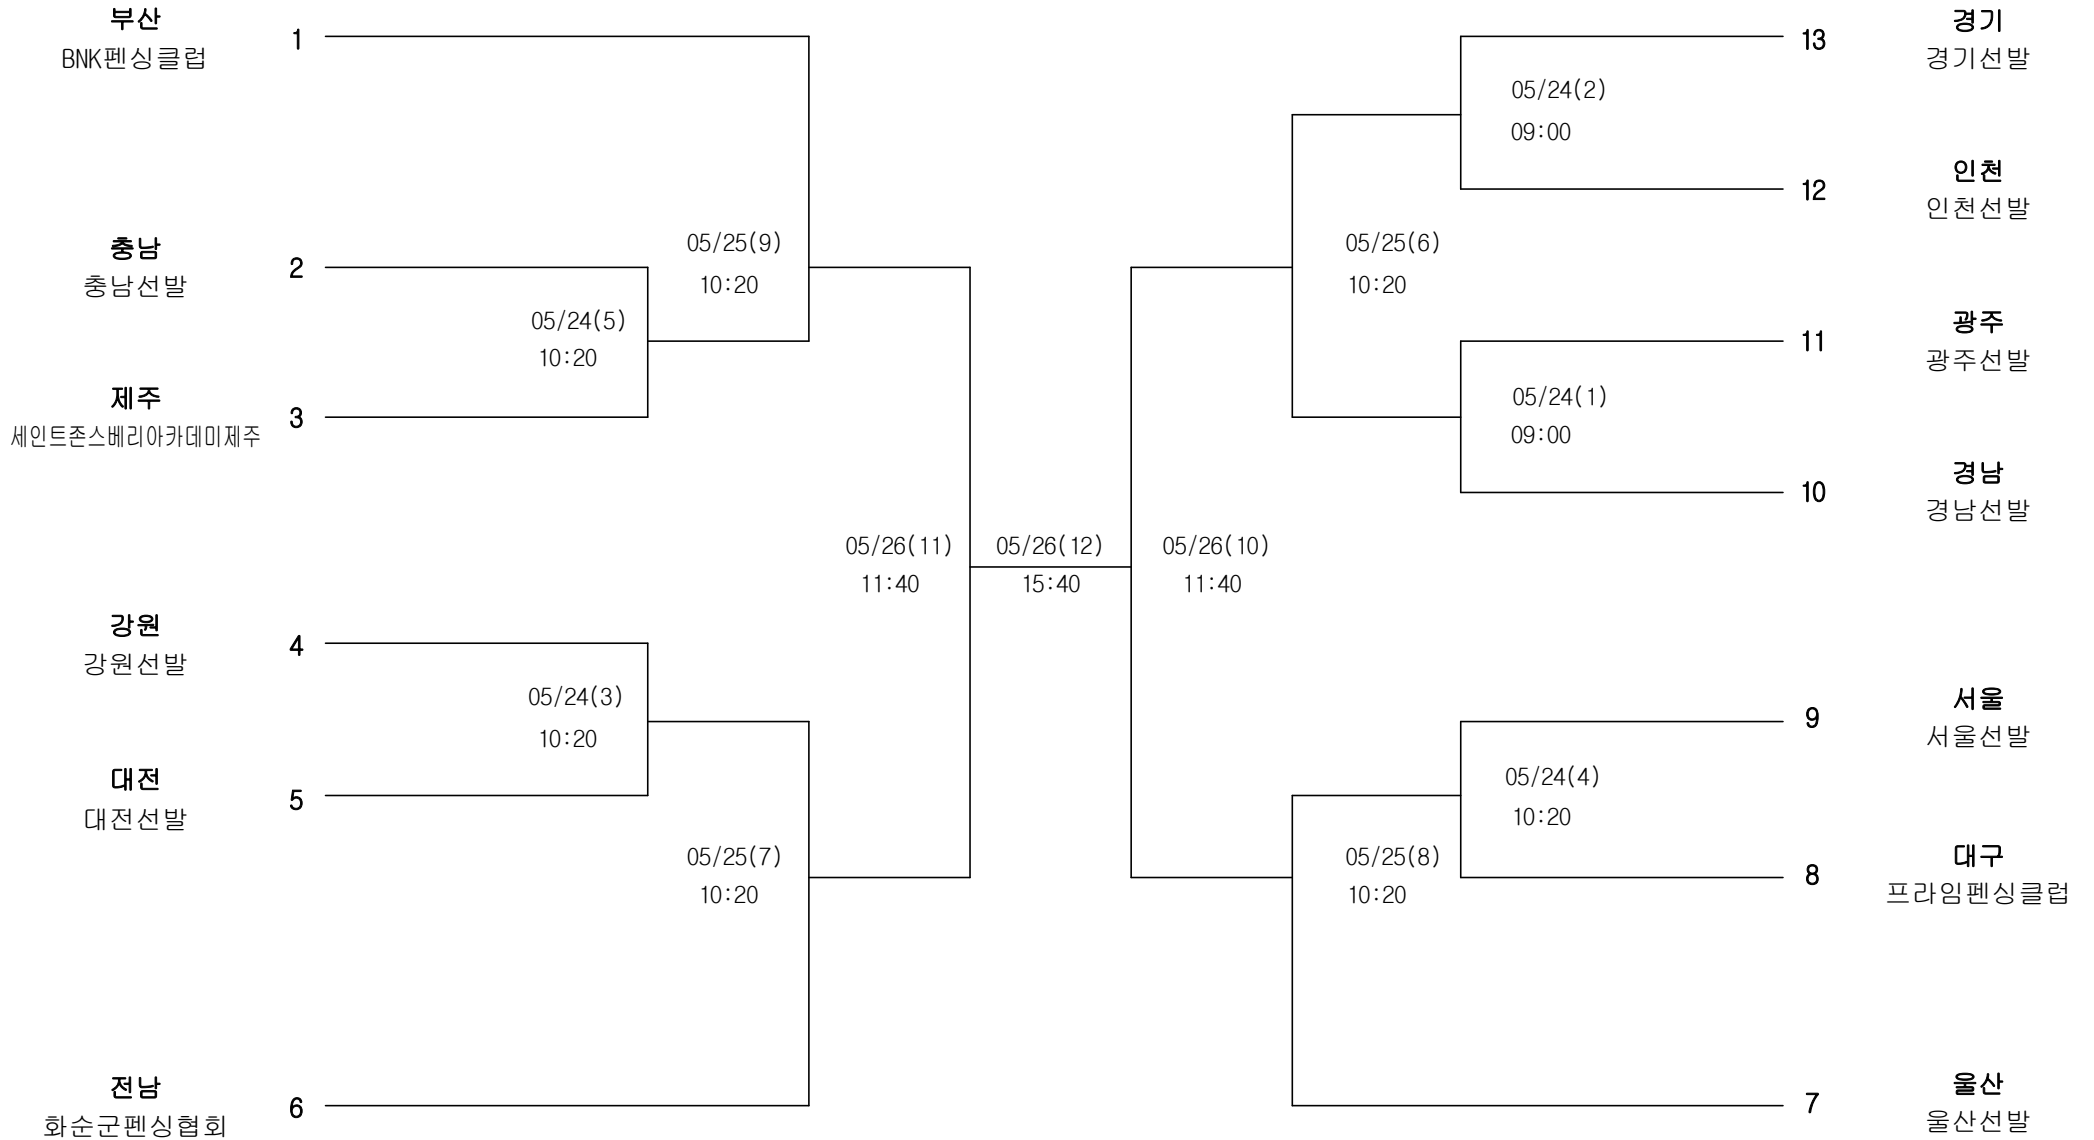 부산
BNK펜싱클럽
1
충남
충남선발
2
제주
세인트존스베리아카데미제주
3
강원
강원선발
4
대전
대전선발
5
전남
화순군펜싱협회
6
05/24(5)
10:20
05/24(3)
10:20
05/25(9)
10:20
05/25(7)
10:20
05/26(11)
11:40
05/26(12)
15:40
05/26(10)
11:40
05/25(6)
10:20
05/25(8)
10:20
05/24(2)
09:00
05/24(1)
09:00
05/24(4)
10:20
13
경기
경기선발
12
인천
인천선발
11
광주
광주선발
10
경남
경남선발
9
서울
서울선발
8
대구
프라임펜싱클럽
7
울산
울산선발